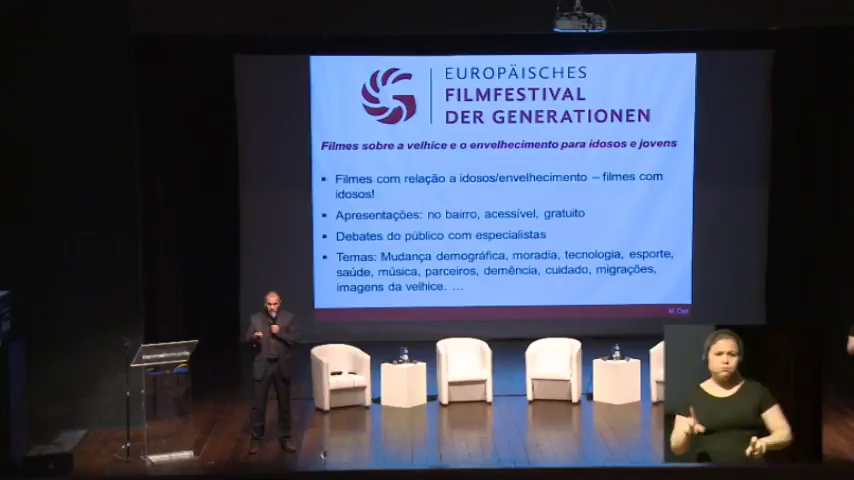 EUROPÄISCHES
FILMFESTIVAL
DER GENERATIONEN
Filmes sobre a velhice e o envelhecimento para idosos e jovens
▪ Filmes com relação a idosos/envelhecimento – filmes com
idosos!
▪ Apresentações: no bairro, acessível, gratuito
▪ Debates do público com especialistas
▪ Temas: Mudança demográfica, moradia, tecnologia, esporte,
saúde, música, parceiros, demência, cuidado, migrações,
imagens da velhice. …